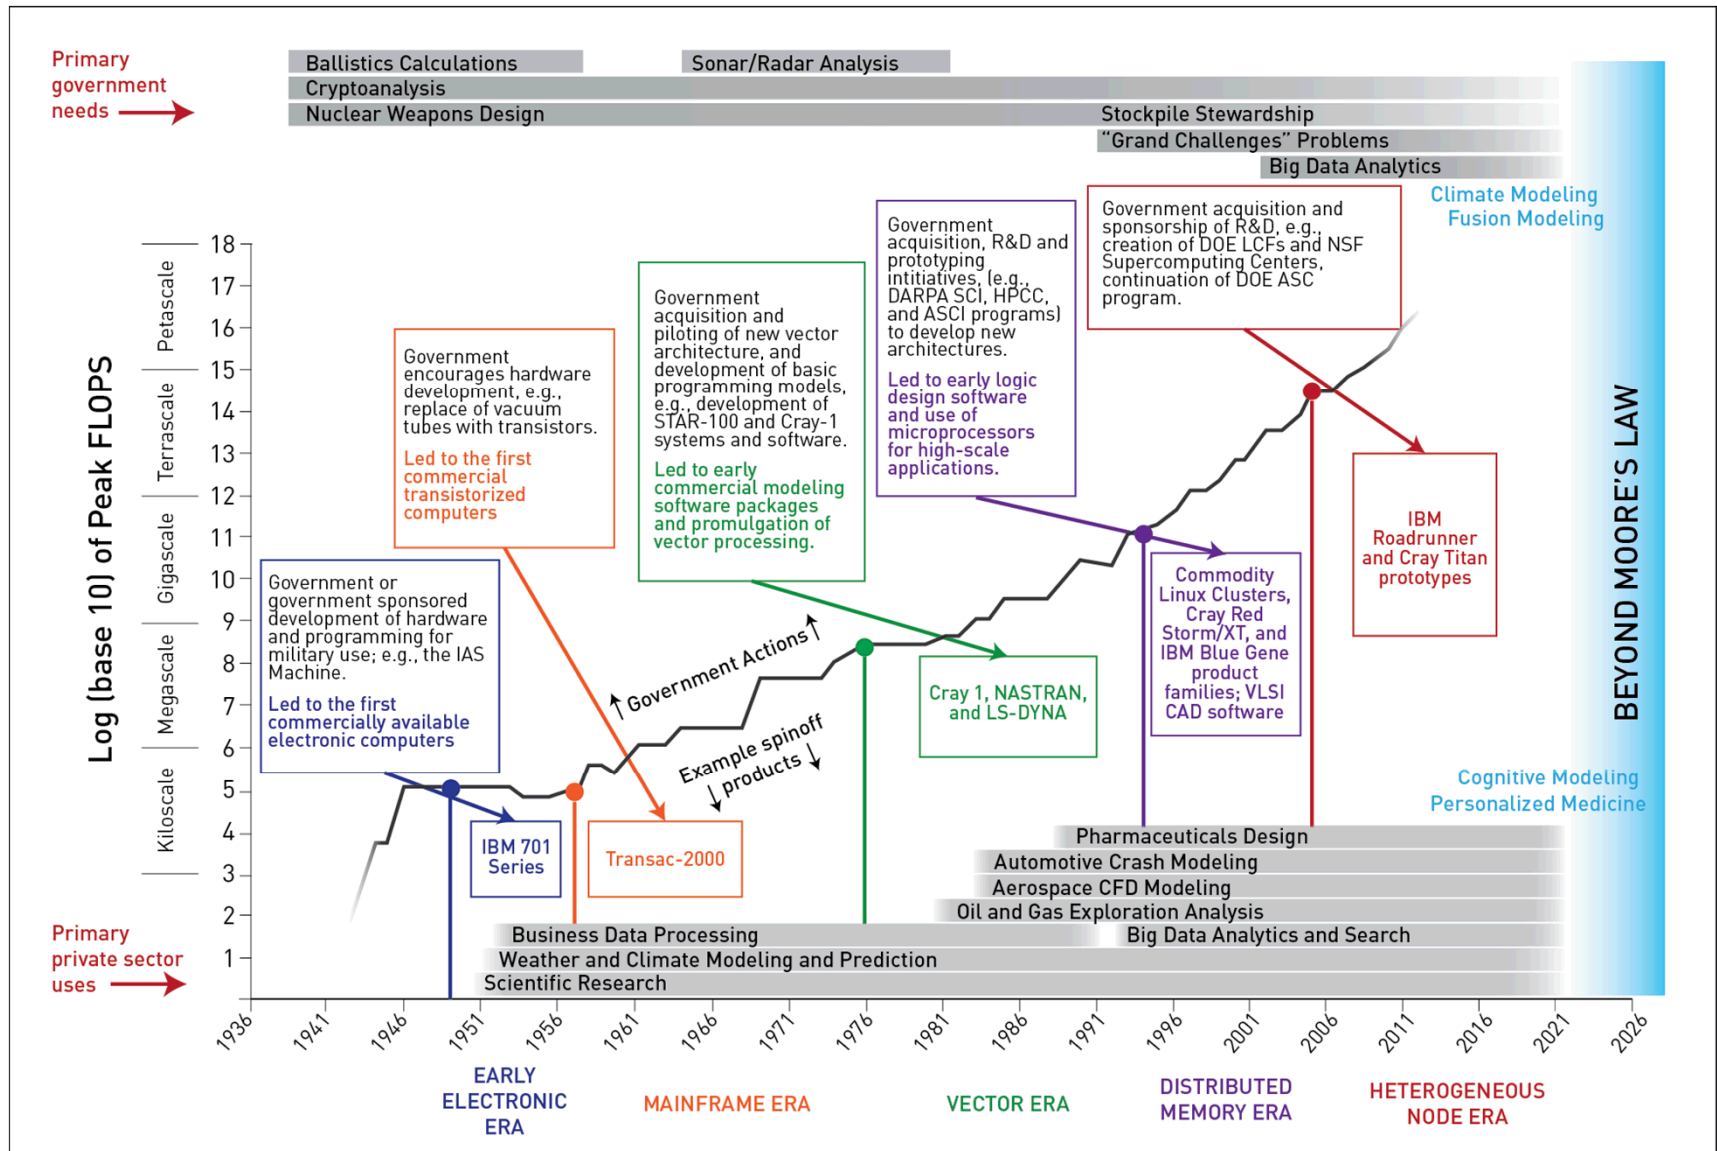 Primary
government
needs
Ballistics Calculations
Sonar/Radar Analysis
Cryptoanalysis
Nuclear Weapons Design
Stockpile Stewardship
“Grand Challenges” Problems
Big Data Analytics
Climate Modeling
Fusion Modeling
BEYOND MOORE’S LAW
Cognitive Modeling
Personalized Medicine
Log (base 10) of Peak FLOPS
Petascale
Terrascale
Gigascale
Megascale
Kiloscale
18
17
16
15
14
13
12
11
10
9
8
7
6
5
4
3
2
1
Government or
government sponsored
development of hardware
and programming for
military use; e.g., the IAS
Machine.
Led to the first
commercially available
electronic computers
IBM 701
Series
Government
encourages hardware
development, e.g.,
replace of vacuum
tubes with transistors.
Led to the first
commercial
transistorized
computers
Transac-2000
Government
acquisition and
piloting of new vector
architecture, and
development of basic
programming models,
e.g., development of
STAR-100 and Cray-1
systems and software.
Led to early
commercial modeling
software packages
and promulgation of
vector processing.
Cray 1, NASTRAN,
and LS-DYNA
Government
acquisition, R&D and
prototyping
intitiatives, (e.g.,
DARPA SCI, HPCC,
and ASCI programs)
to develop new
architectures.
Led to early logic
design software
and use of
microprocessors
for high-scale
applications.
Commodity
Linux Clusters,
Cray Red
Storm/XT, and
IBM Blue Gene
product
families; VLSI
CAD software
Government acquisition and
sponsorship of R&D, e.g.,
creation of DOE LCFs and NSF
Supercomputing Centers,
continuation of DOE ASC
program.
IBM
Roadrunner
and Cray Titan
prototypes
Government Actions
Example spinoff
products
Pharmaceuticals Design
Automotive Crash Modeling
Aerospace CFD Modeling
Oil and Gas Exploration Analysis
Business Data Processing
Big Data Analytics and Search
Weather and Climate Modeling and Prediction
Scientific Research
Primary
private sector
uses
1936
1941
1946
1951
1956
1961
1966
1971
1976
1981
1986
1991
1996
2001
2006
2011
2016
2021
2026
EARLY
ELECTRONIC
ERA
MAINFRAME ERA
VECTOR ERA
DISTRIBUTED
MEMORY ERA
HETEROGENEOUS
NODE ERA